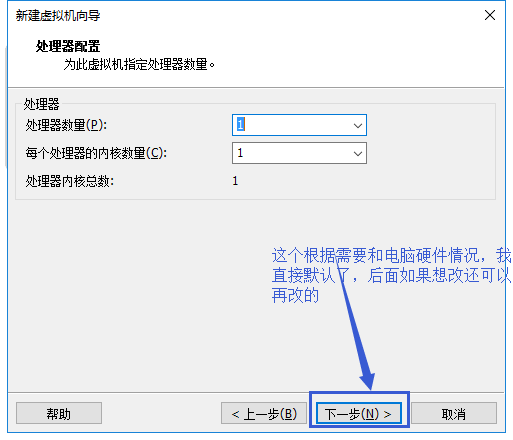 新建虚拟机向导
处理器配置
为此虚拟机指定处理器数量。
处理器
处理器数量(P):
1
每个处理器的内核数量(C):
1
处理器内核总数:
1
这个根据需要和电脑硬件情况，我
直接默认了，后面如果想改还可以
再改的
帮助
< 上一步(B)
下一步(N) >
取消